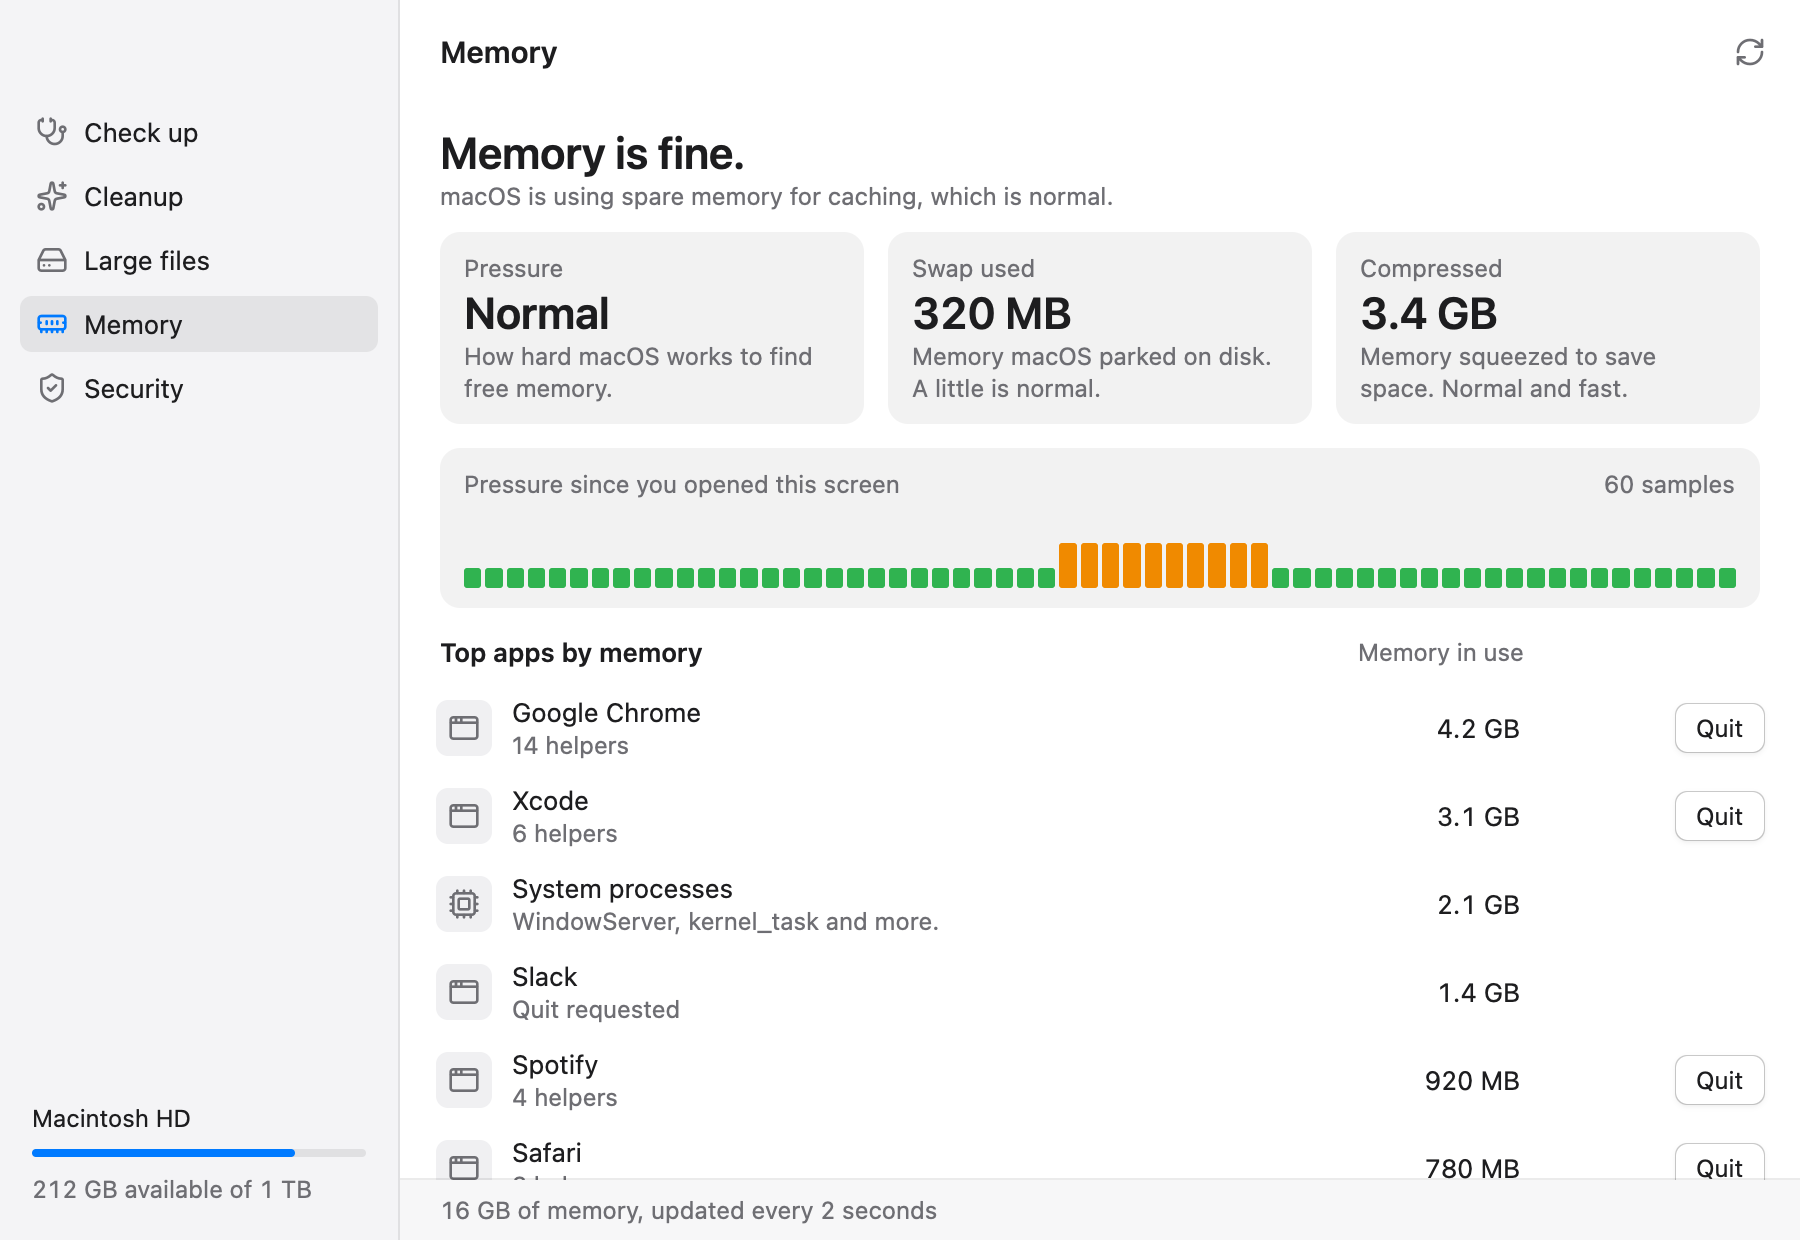 Memory
Check up
Cleanup
Large files
Memory
Security
Macintosh HD
212 GB available of 1 TB
Memory is fine.
macOS is using spare memory for caching, which is normal.
Pressure
Normal
How hard macOS works to find
free memory.
Swap used
320 MB
Memory macOS parked on disk.
A little is normal.
Compressed
3.4 GB
Memory squeezed to save
space. Normal and fast.
Pressure since you opened this screen
60 samples
Top apps by memory
Memory in use
Google Chrome
14 helpers
4.2 GB
Quit
Xcode
6 helpers
3.1 GB
Quit
System processes
WindowServer, kernel_task and more.
2.1 GB
Slack
Quit requested
1.4 GB
Spotify
4 helpers
920 MB
Quit
Safari
780 MB
Quit
16 GB of memory, updated every 2 seconds